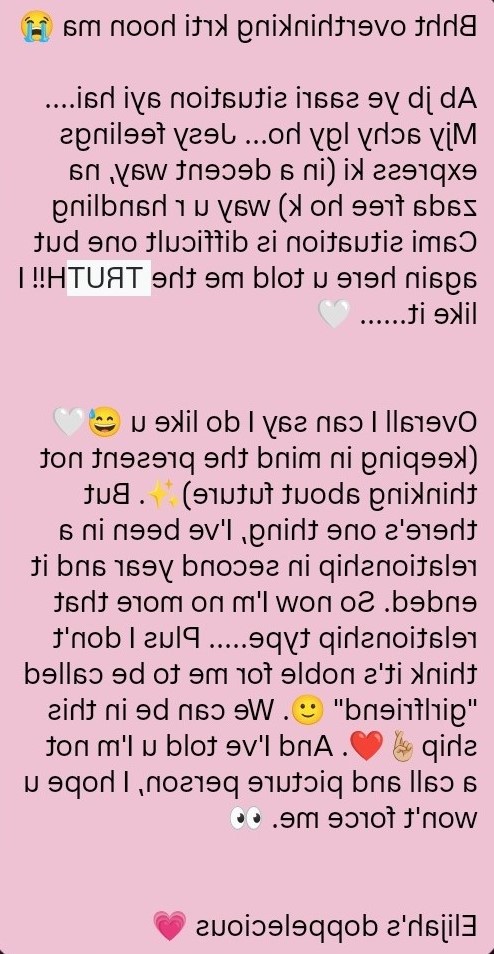 Bhht overthinking krti hoon ma 😭
Ab jb ye saari situation ayi hai....
Mjy achy lgy ho... Jesy feelings
express ki (in a decent way, na
zada free ho k) way u r handling
Cami situation is difficult one but
again here u told me the TRUTH!! I
like it...... 🤍
Overall I can say I do like u 😅🤍
(keeping in mind the present not
thinking about future)✨. But
there's one thing, I've been in a
relationship in second year and it
ended. So now I'm no more that
relationship type..... Plus I don't
think it's noble for me to be called
"girlfriend" 🙂. We can be in this
ship 🤞🏼❤️. And I've told u I'm not
a call and picture person, I hope u
won't force me. 👀
Elijah's doppelecious 💗